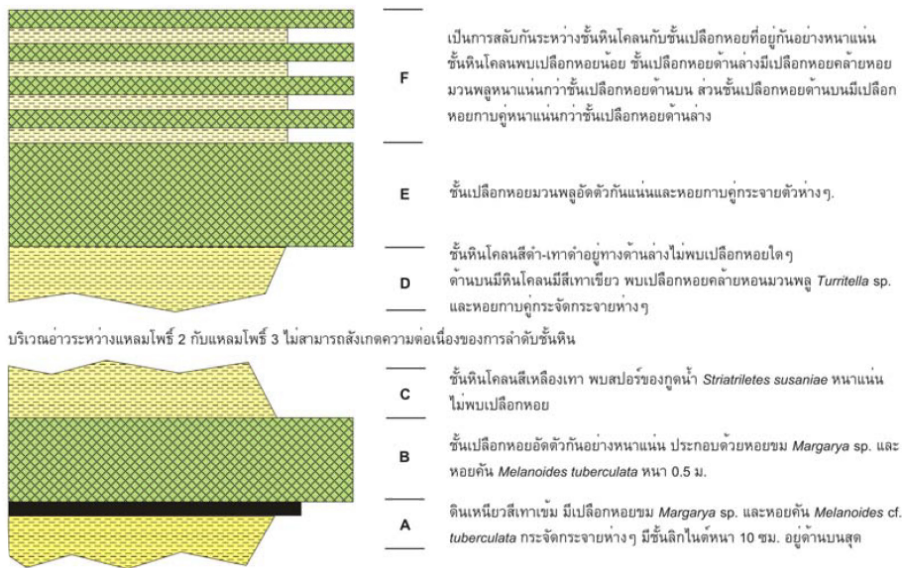 F
เป็นการสลับกันระหว่างชั้นหินโคลนกับชั้นเปลือกหอยที่อยู่กันอย่างหนาแน่น
ชั้นหินโคลนพบเปลือกหอยน้อย ชั้นเปลือกหอยด้านล่างมีเปลือกหอยคล้ายหอย
มวนพลูหนาแน่นกว่าชั้นเปลือกหอยด้านบน ส่วนชั้นเปลือกหอยด้านบนมีเปลือก
หอยกาบคู่หนาแน่นกว่าชั้นเปลือกหอยด้านล่าง
E
ชั้นเปลือกหอยมวนพลูอัดตัวกันแน่นและหอยกาบคู่กระจายตัวห่างๆ.
D
ชั้นหินโคลนสีดำ-เทาดำอยู่ทางด้านล่างไม่พบเปลือกหอยใดๆ
ด้านบนมีหินโคลนมีสีเทาเขียว พบเปลือกหอยคล้ายหอนมวนพลู Turritella sp.
และหอยกาบคู่กระจัดกระจายห่างๆ
บริเวณอ่าวระหว่างแหลมโพธิ์ 2 กับแหลมโพธิ์ 3 ไม่สามารถสังเกตความต่อเนื่องของการลำดับชั้นหิน
C
ชั้นหินโคลนสีเหลืองเทา พบสปอร์ของกูดน้ำ Striatriletes susaniae หนาแน่น
ไม่พบเปลือกหอย
B
ชั้นเปลือกหอยอัดตัวกันอย่างหนาแน่น ประกอบด้วยหอยขม Margarya sp. และ
หอยคัน Melanoides tuberculata หนา 0.5 ม.
A
ดินเหนียวสีเทาเข้ม มีเปลือกหอยขม Margarya sp. และหอยคัน Melanoides cf.
tuberculata กระจัดกระจายห่างๆ มีชั้นลิกไนต์หนา 10 ซม. อยู่ด้านบนสุด